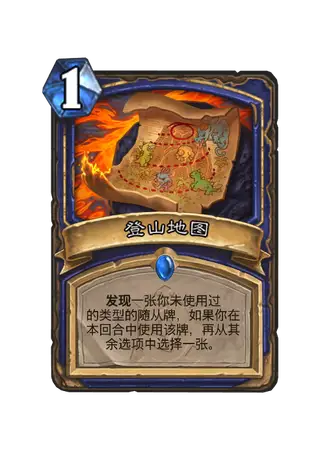 1
登山地图
发现一张你未使用过
的类型的随从牌，如果你在
本回合中使用该牌，再从其
余选项中选择一张。